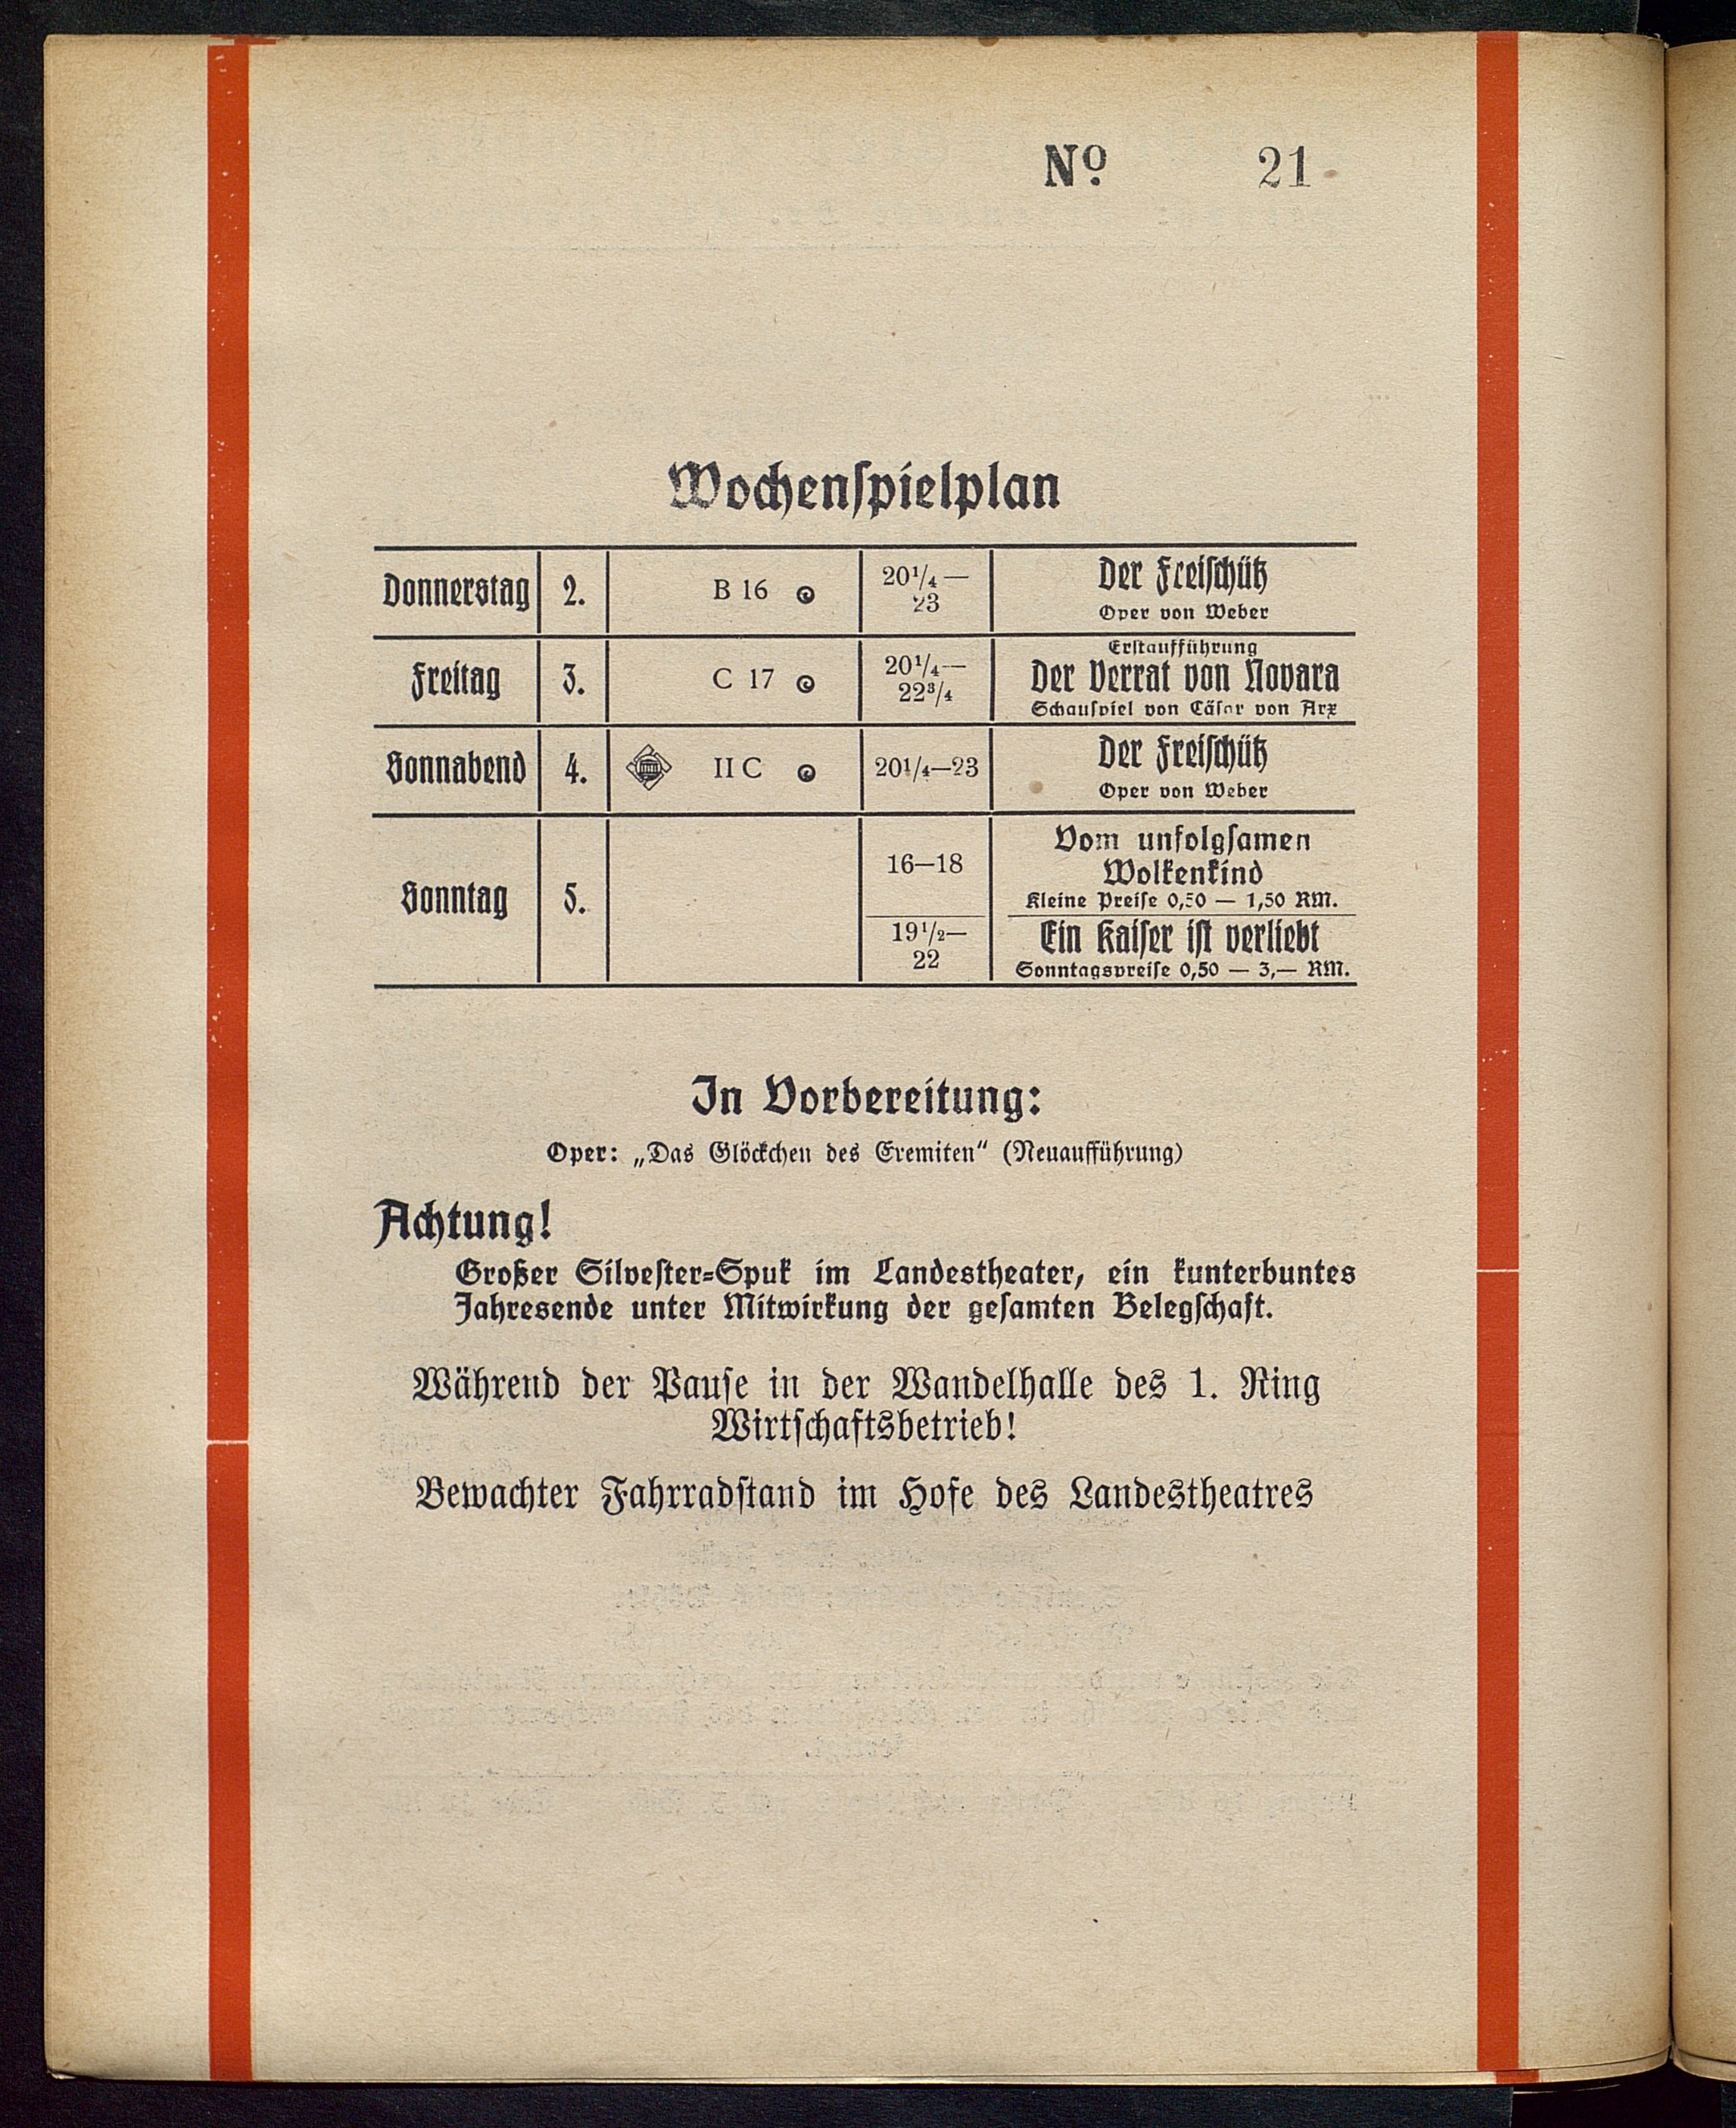 No. 21
Wochenspielplan
Donnerstag 2. B 16 20¹/₄—
23
Der Freischütz
Oper von Weber
Freitag 3. C 17 20¹/₄—
22³/₄
Erstaufführung
Der Verrat von Novara
Schauspiel von Cäsar von Arx
Sonnabend 4. II C 20¹/₄—23
Der Freischütz
Oper von Weber
Sonntag 5.
16—18
Vom unfolgsamen
Wolkenkind
Kleine Preise 0,50 — 1,50 RM.
19¹/₂—
22
Ein Kaiser ist verliebt
Sonntagspreise 0,50 — 3,— RM.
In Vorbereitung:
Oper: „Das Glöckchen des Eremiten“ (Neuaufführung)
Achtung!
Großer Silvester-Spuk im Landestheater, ein kunterbuntes
Jahresende unter Mitwirkung der gesamten Belegschaft.
Während der Pause in der Wandelhalle des 1. Ring
Wirtschaftsbetrieb!
Bewachter Fahrradstand im Hofe des Landestheatres